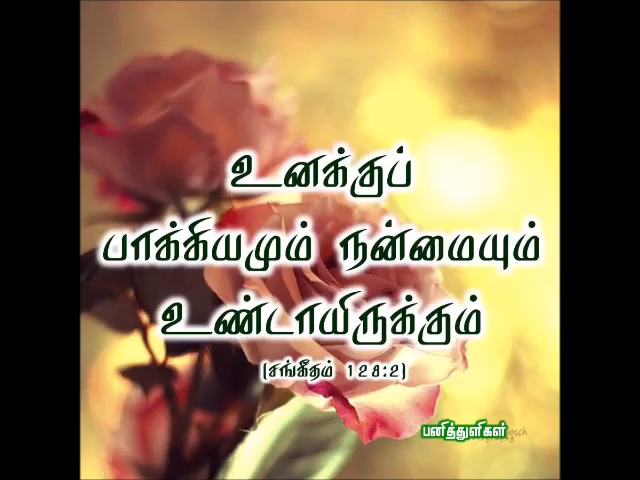 உனக்குப்
பாக்கியமும் நன்மையும்
உண்டாயிருக்கும்
(சங்கீதம் 128:2)
பனித்துளிகள்